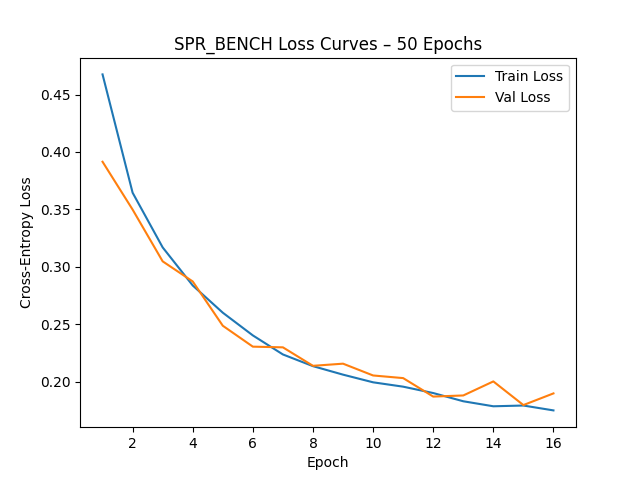 SPR_BENCH Loss Curves – 50 Epochs
Train Loss
Val Loss
Cross-Entropy Loss
0.45
0.40
0.35
0.30
0.25
0.20
2 4 6 8 10 12 14 16
Epoch